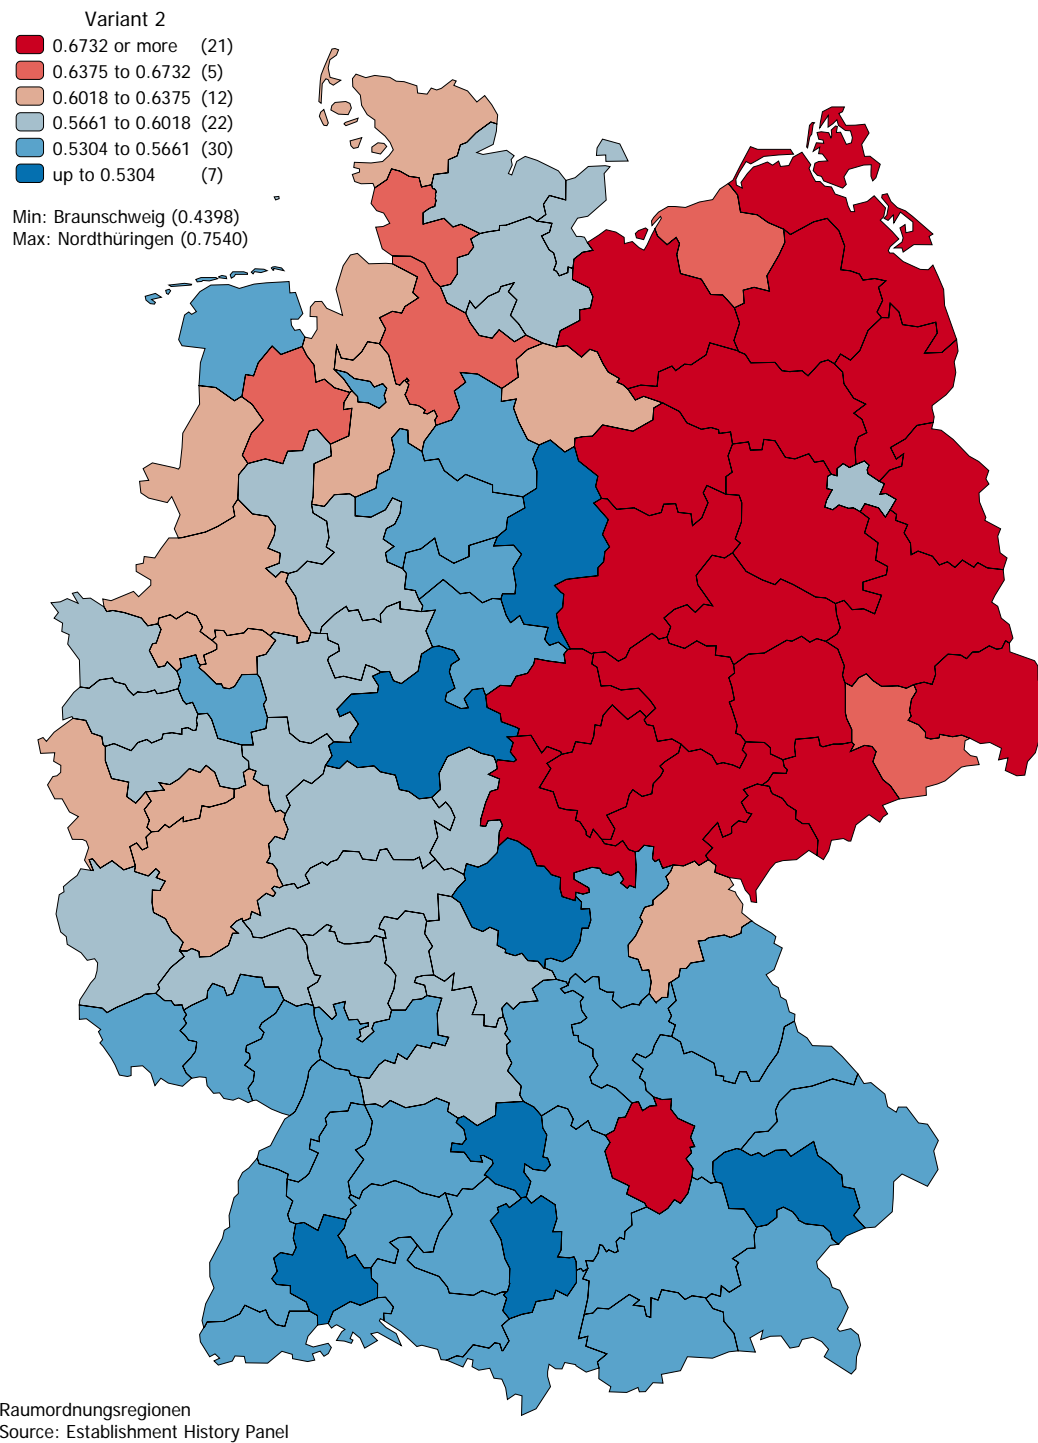 Variant 2
0.6732 or more (21)
0.6375 to 0.6732 (5)
0.6018 to 0.6375 (12)
0.5661 to 0.6018 (22)
0.5304 to 0.5661 (30)
up to 0.5304 (7)
Min: Braunschweig (0.4398)
Max: Nordthüringen (0.7540)
Raumordnungsregionen
Source: Establishment History Panel